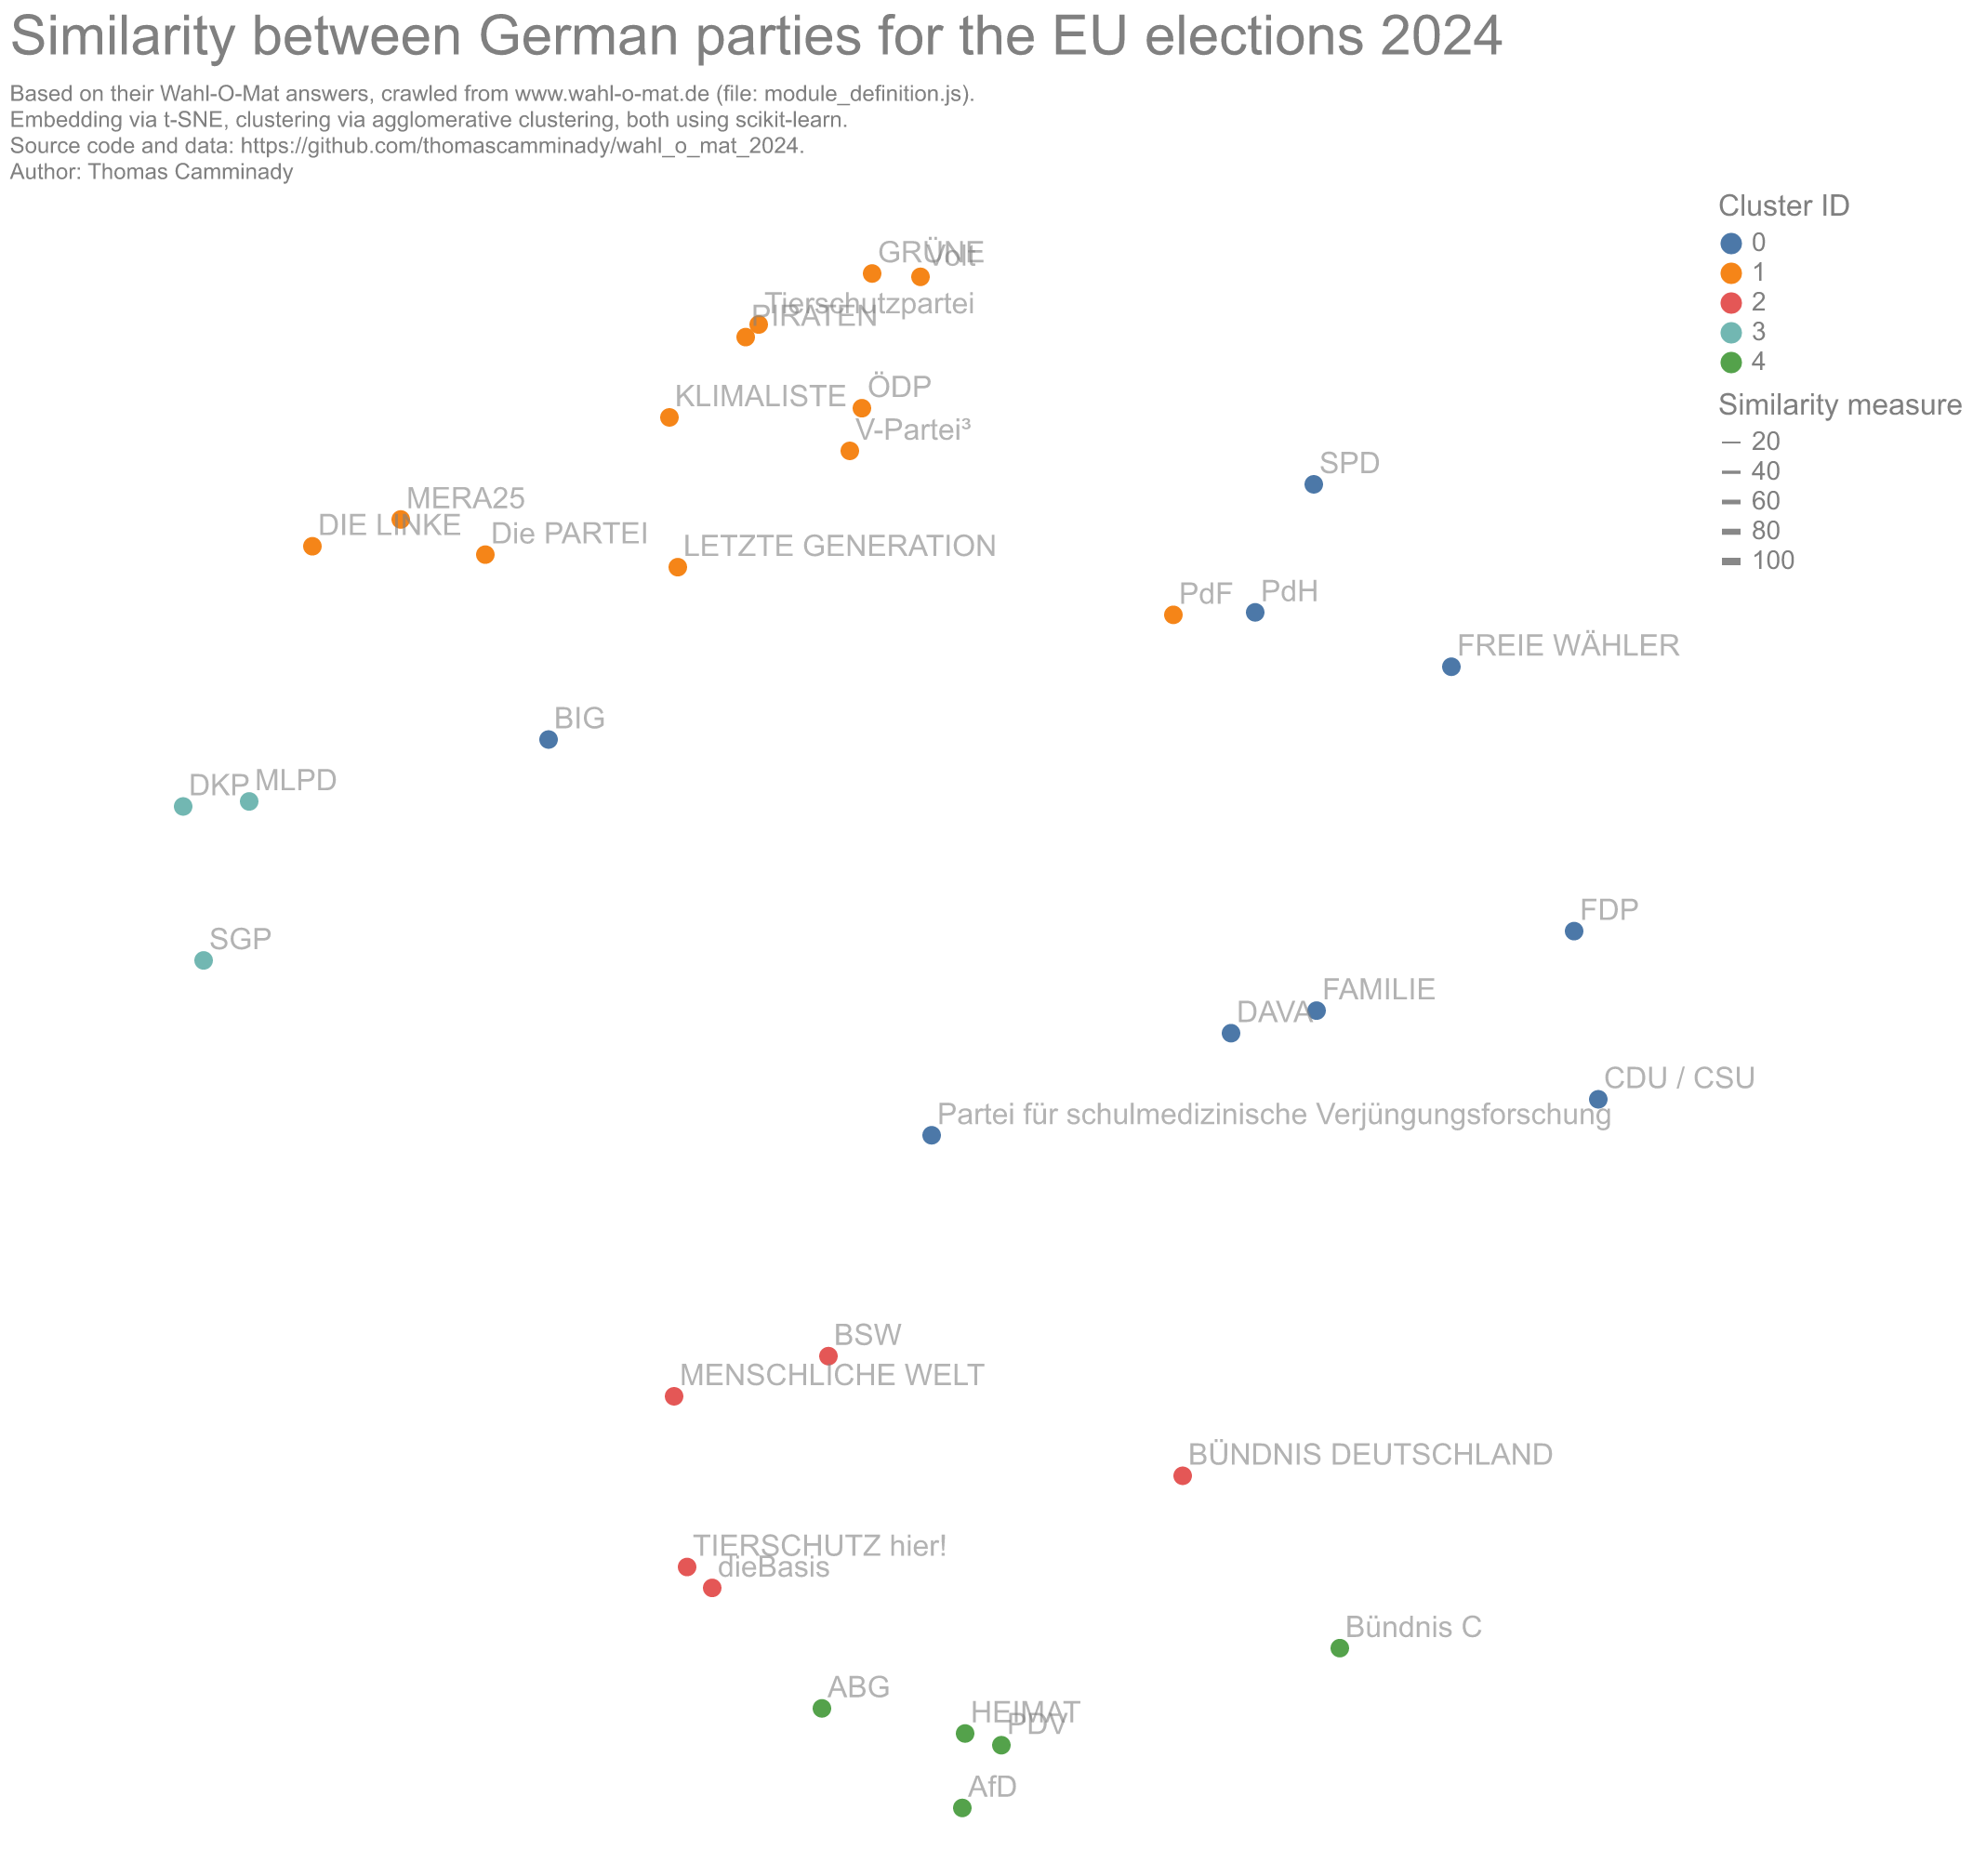 Similarity between German parties for the EU elections 2024
Based on their Wahl-O-Mat answers, crawled from www.wahl-o-mat.de (file: module_definition.js).
Embedding via t-SNE, clustering via agglomerative clustering, both using scikit-learn.
Source code and data: https://github.com/thomascamminady/wahl_o_mat_2024.
Author: Thomas Camminady
Cluster ID
0
1
2
3
4
Similarity measure
20
40
60
80
100
GRÜNE
Volt
Tierschutzpartei
PIRATEN
ÖDP
KLIMALISTE
V-Partei³
SPD
MERA25
DIE LINKE
Die PARTEI
LETZTE GENERATION
PdF
PdH
FREIE WÄHLER
BIG
MLPD
DKP
FDP
SGP
FAMILIE
DAVA
CDU / CSU
Partei für schulmedizinische Verjüngungsforschung
BSW
MENSCHLICHE WELT
BÜNDNIS DEUTSCHLAND
TIERSCHUTZ hier!
dieBasis
Bündnis C
ABG
HEIMAT
PDV
AfD